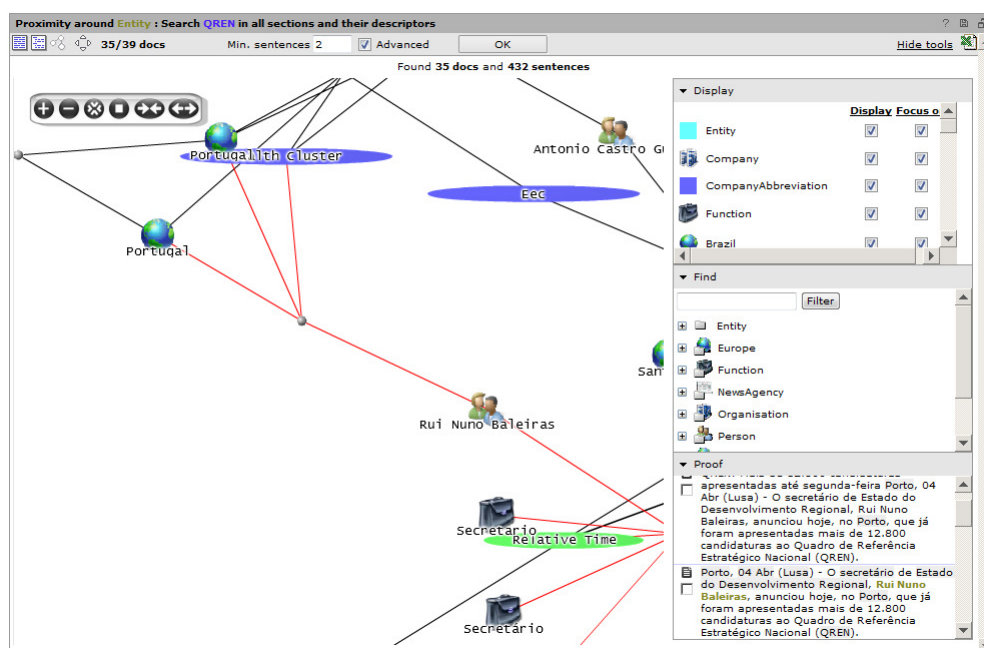 Proximity around Entity : Search QREN in all sections and their descriptors
?
35/39 docs
Min. sentences 2
Advanced
OK
Hide tools
Found 35 docs and 432 sentences
Portugal
lth Cluster
Antonio Castro G
Eec
Portugal
San
Rui Nuno Baleiras
Secretário
Relative Time
Secretário
Display
Display Focus o
Entity
Company
CompanyAbbreviation
Function
Brazil
Find
Filter
Entity
Europe
Function
NewsAgency
Organisation
Person
Proof
apresentadas até segunda-feira Porto, 04
Abr (Lusa) - O secretário de Estado do
Desenvolvimento Regional, Rui Nuno
Baleiras, anunciou hoje, no Porto, que já
foram apresentadas mais de 12.800
candidaturas ao Quadro de Referência
Estratégico Nacional (QREN).
Porto, 04 Abr (Lusa) - O secretário de Estado
do Desenvolvimento Regional, Rui Nuno
Baleiras, anunciou hoje, no Porto, que já
foram apresentadas mais de 12.800
candidaturas ao Quadro de Referência
Estratégico Nacional (QREN).